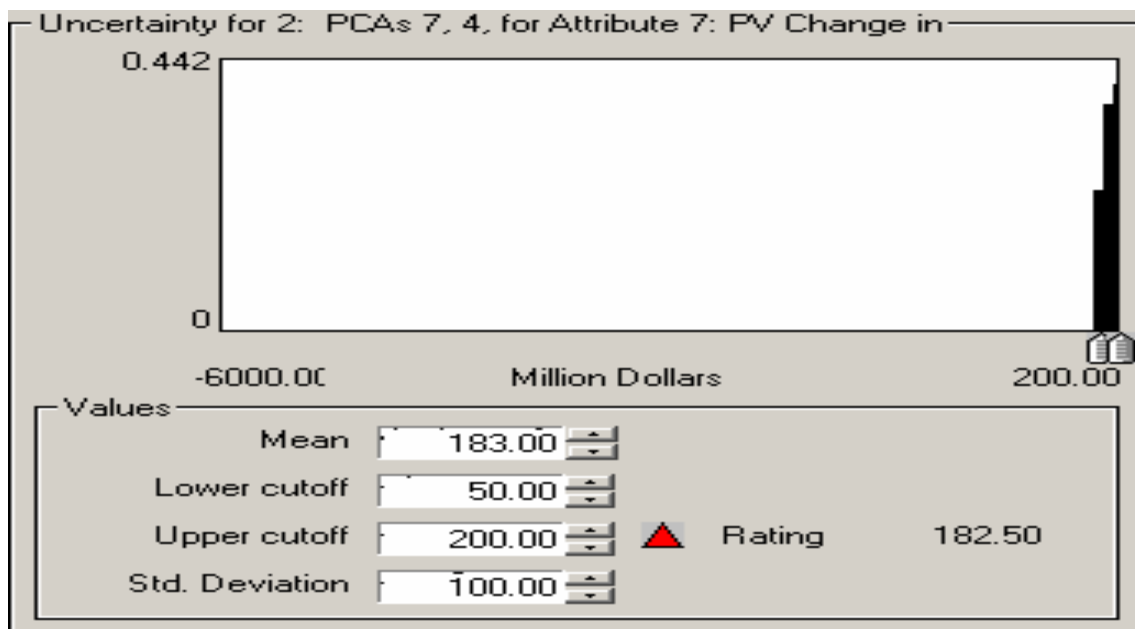 Uncertainty for 2: PCAs 7, 4, for Attribute 7: PV Change in
0.442
0
-6000.00 Million Dollars 200.00
Values
Mean 183.00
Lower cutoff 50.00
Upper cutoff 200.00 Rating 182.50
Std. Deviation 100.00